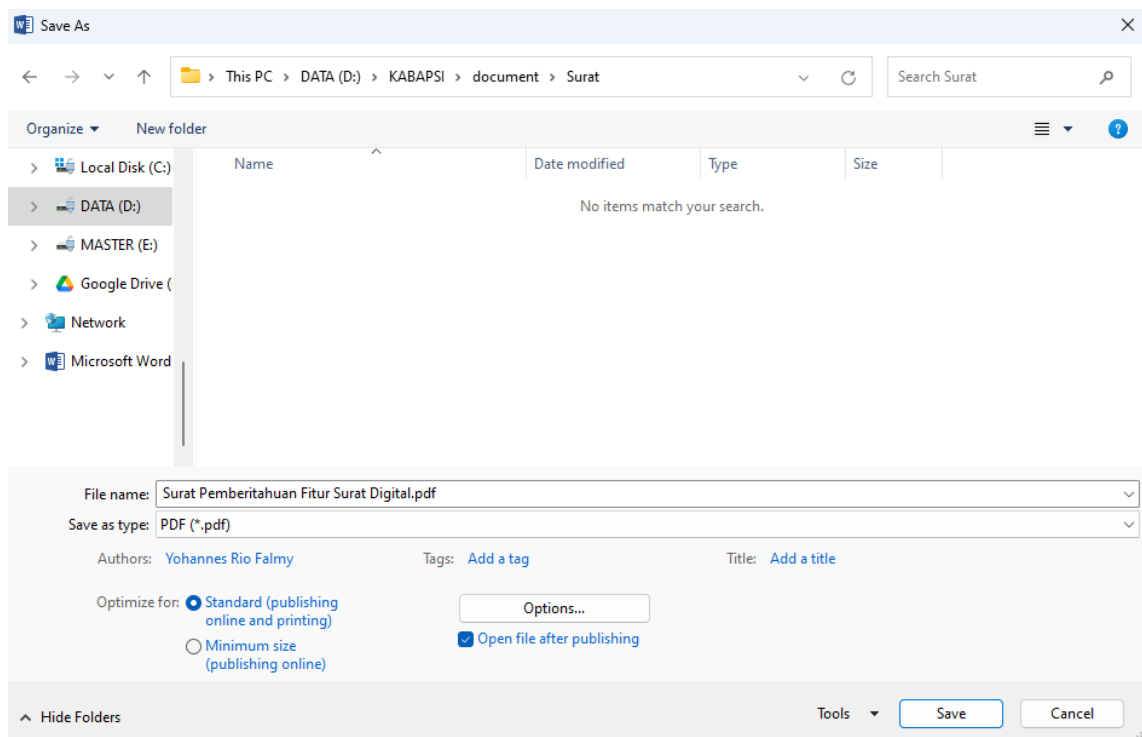 Save As
This PC > DATA (D:) > KABAPSI > document > Surat
Search Surat
Organize
New folder
Name
Date modified
Type
Size
Local Disk (C:)
DATA (D:)
No items match your search.
MASTER (E:)
Google Drive (
Network
Microsoft Word
File name: Surat Pemberitahuan Fitur Surat Digital.pdf
Save as type: PDF (*.pdf)
Authors: Yohannes Rio Falmy
Tags: Add a tag
Title: Add a title
Optimize for: Standard (publishing
online and printing)
Minimum size
(publishing online)
Options...
Open file after publishing
Hide Folders
Tools
Save
Cancel